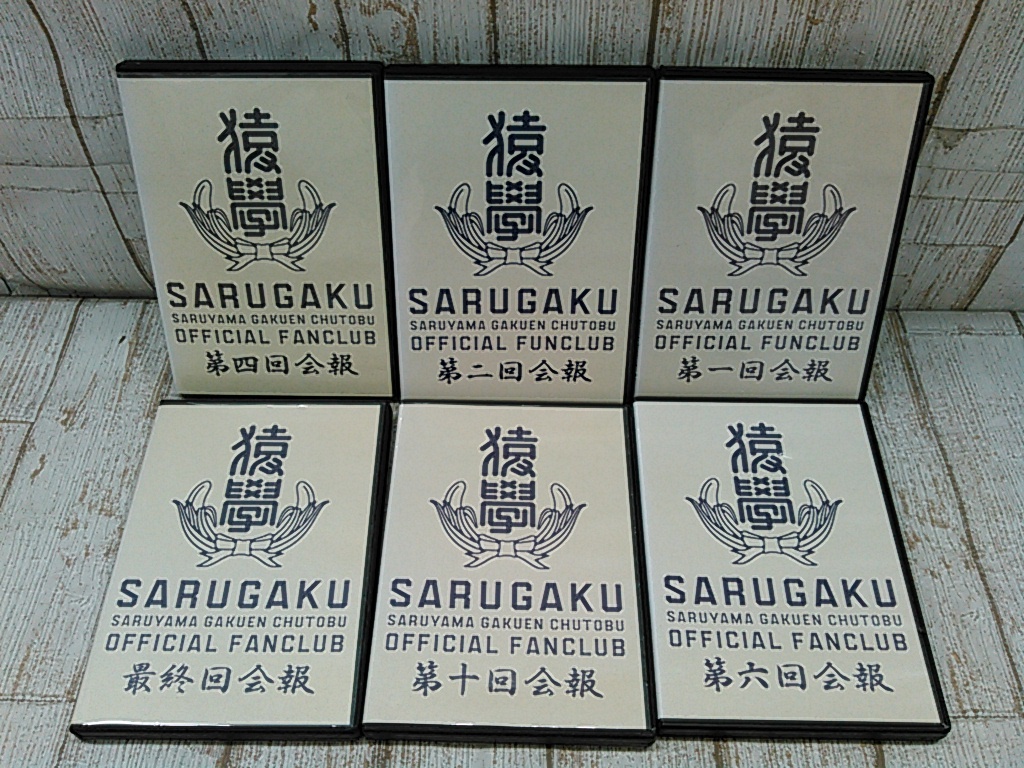 猿
學
SARUGAKU
SARUYAMA GAKUEN CHUTOBU
OFFICIAL FANCLUB
第四回会報
猿
學
SARUGAKU
SARUYAMA GAKUEN CHUTOBU
OFFICIAL FUNCLUB
第二回会報
猿
學
SARUGAKU
SARUYAMA GAKUEN CHUTOBU
OFFICIAL FUNCLUB
第一回会報
猿
學
SARUGAKU
SARUYAMA GAKUEN CHUTOBU
OFFICIAL FANCLUB
最終回会報
猿
學
SARUGAKU
SARUYAMA GAKUEN CHUTOBU
OFFICIAL FANCLUB
第十回会報
猿
學
SARUGAKU
SARUYAMA GAKUEN CHUTOBU
OFFICIAL FANCLUB
第六回会報